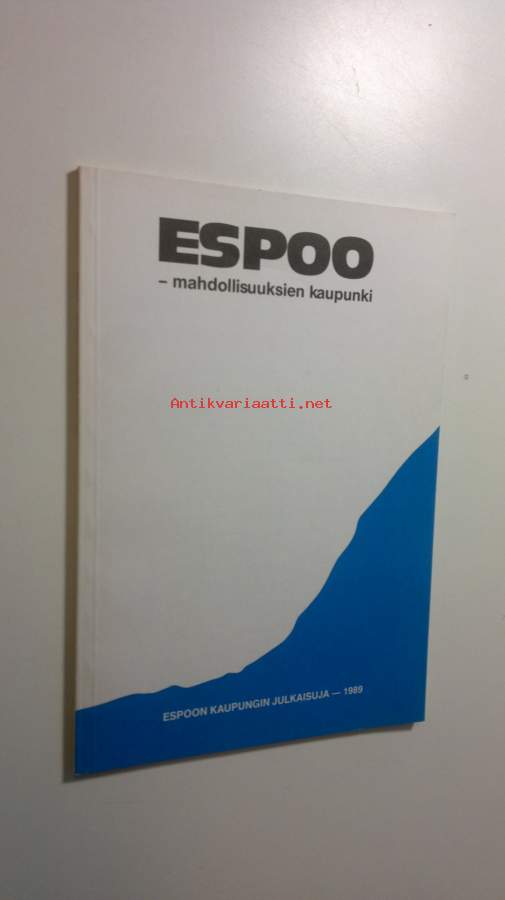 ESPOO
– mahdollisuuksien kaupunki
Antikvariaatti.net
ESPOON KAUPUNGIN JULKAISUJA — 1989